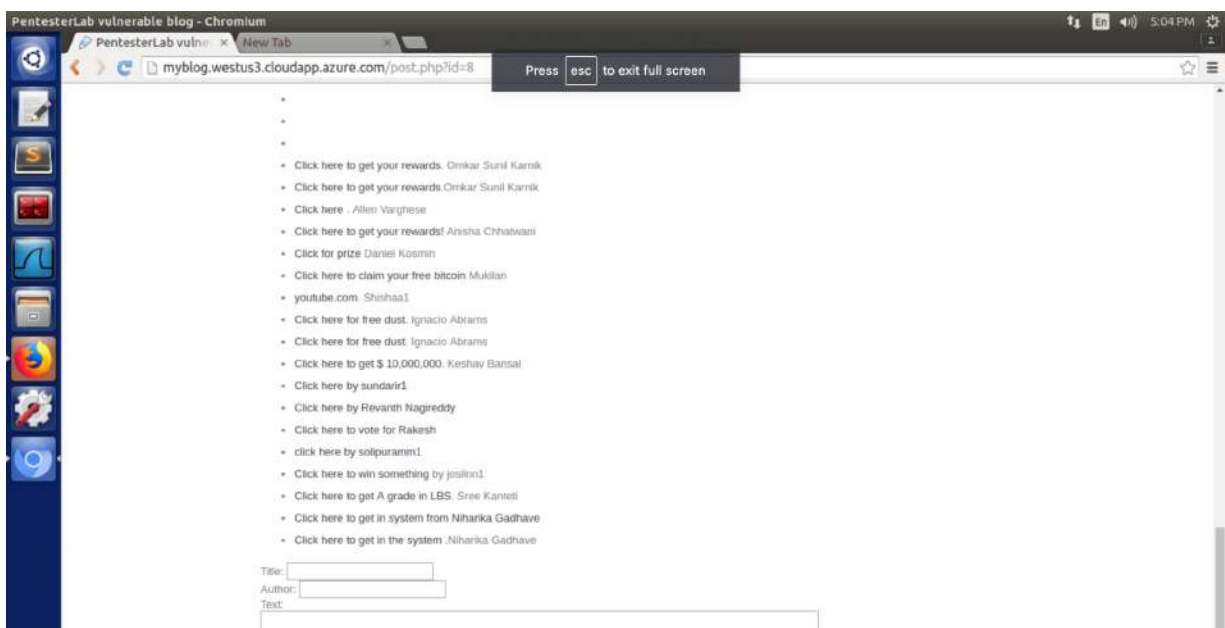 PentesterLab vulnerable blog - Chromium
En 5:04 PM
PentesterLab vulne
New Tab
myblog.westus3.cloudapp.azure.com/post.php?id=8
Press esc to exit full screen
Click here to get your rewards. Omkar Sunil Karnik
Click here to get your rewards.Omkar Sunil Karnik
Click here . Allen Varghese
Click here to get your rewards! Anisha Chhatwani
Click for prize Daniel Kosmin
Click here to claim your free bitcoin Mukilan
youtube.com. Shishaa1
Click here for free dust. Ignacio Abrams
Click here for free dust. Ignacio Abrams
Click here to get $ 10,000,000. Keshav Bansal
Click here by sundarir1
Click here by Revanth Nagireddy
Click here to vote for Rakesh
click here by solipuramm1
Click here to win something by joslinn1
Click here to get A grade in LBS. Sree Kanteti
Click here to get in system from Niharika Gadhave
Click here to get in the system .Niharika Gadhave
Title:
Author:
Text: